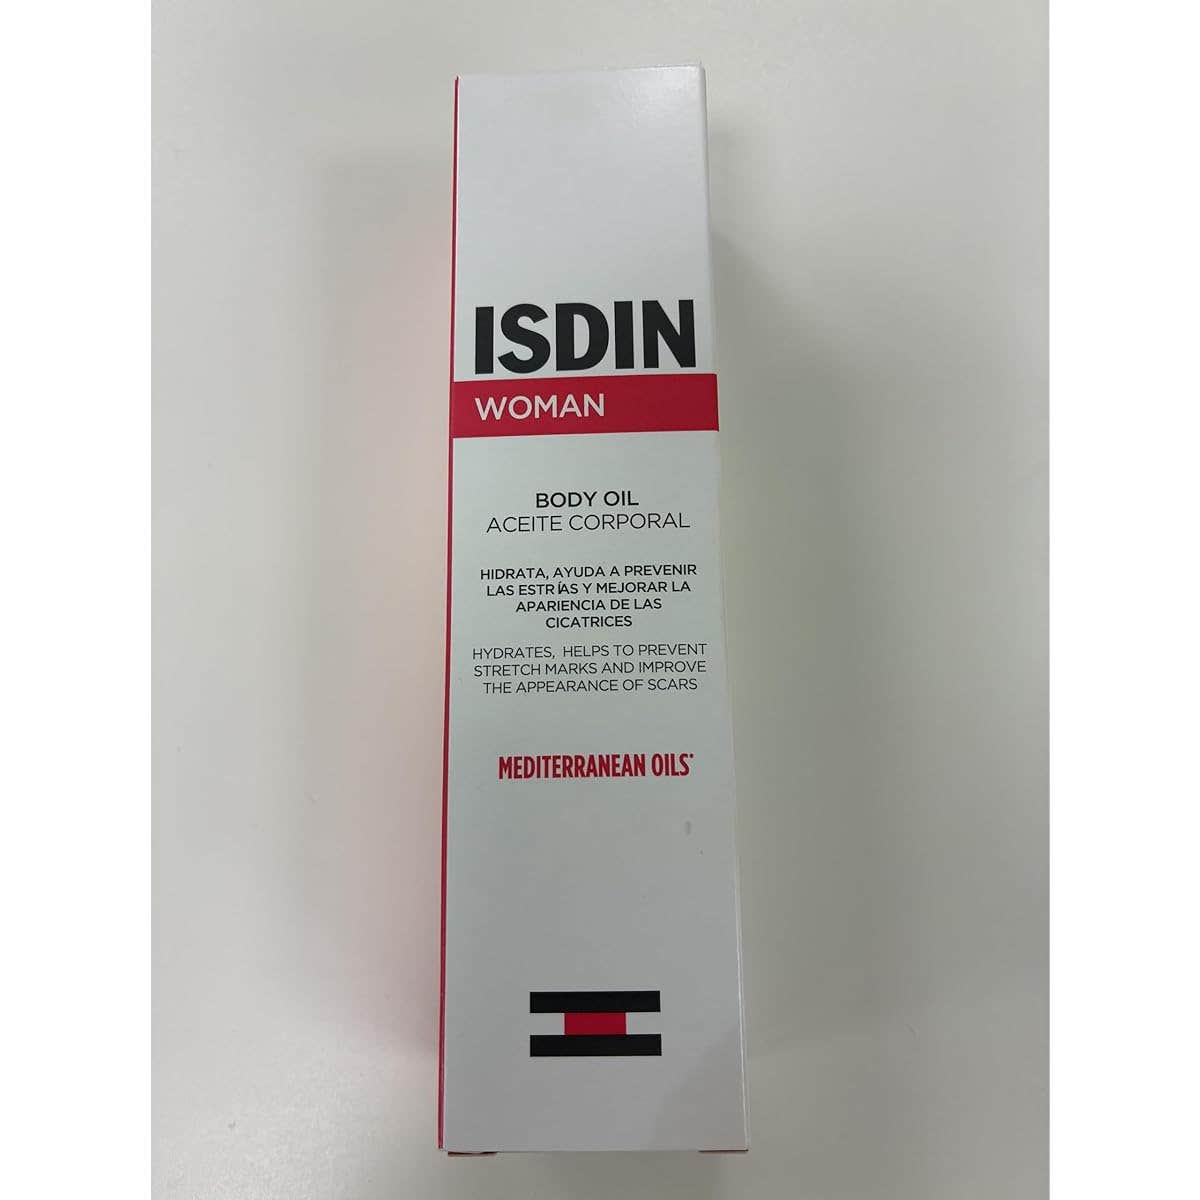 ISDIN
WOMAN
BODY OIL
ACEITE CORPORAL
HIDRATA, AYUDA A PREVENIR
LAS ESTRÍAS Y MEJORAR LA
APARIENCIA DE LAS
CICATRICES
HYDRATES, HELPS TO PREVENT
STRETCH MARKS AND IMPROVE
THE APPEARANCE OF SCARS
MEDITERRANEAN OILS*